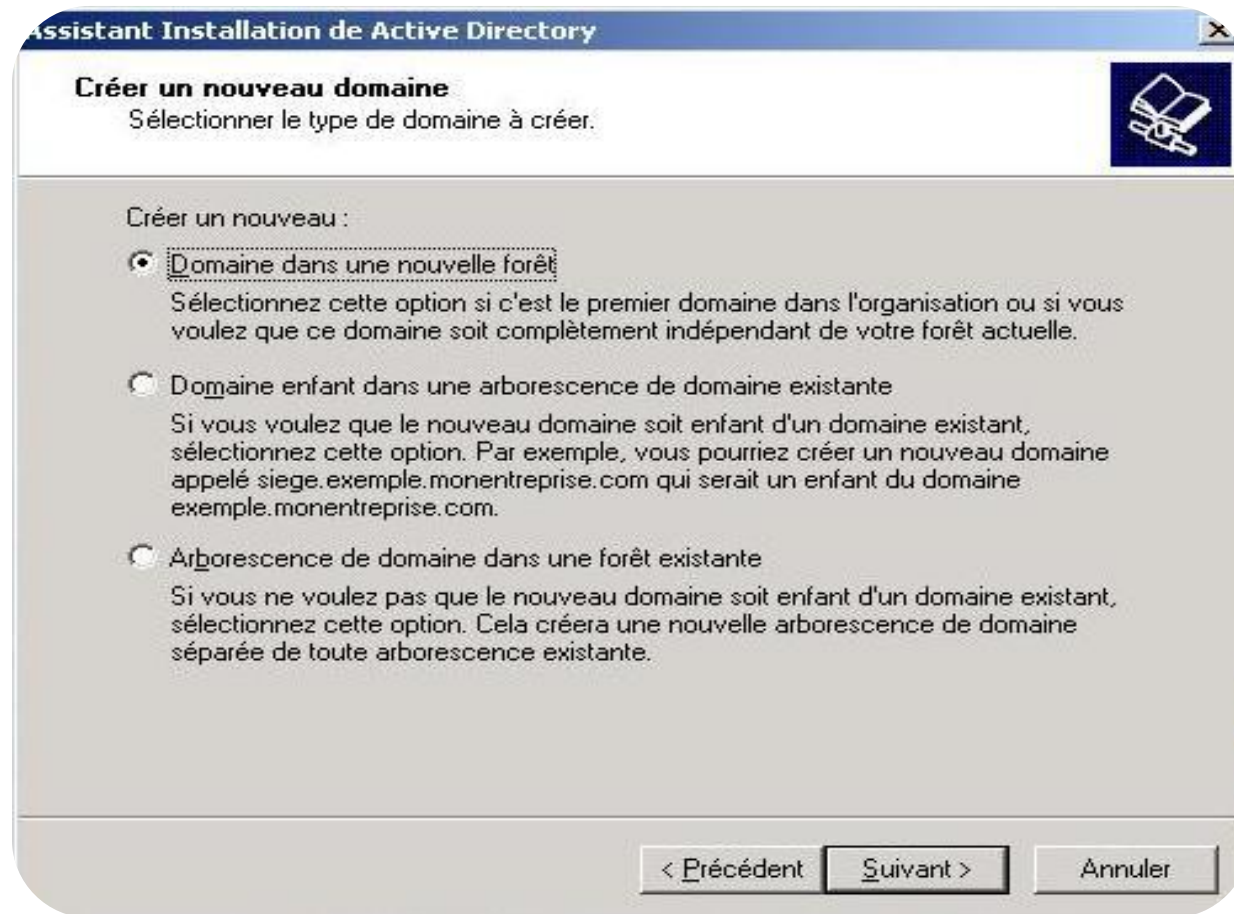 Assistant Installation de Active Directory
Créer un nouveau domaine
Sélectionner le type de domaine à créer.
Créer un nouveau :
Domaine dans une nouvelle forêt
Sélectionnez cette option si c'est le premier domaine dans l'organisation ou si vous
voulez que ce domaine soit complètement indépendant de votre forêt actuelle.
Domaine enfant dans une arborescence de domaine existante
Si vous voulez que le nouveau domaine soit enfant d'un domaine existant,
sélectionnez cette option. Par exemple, vous pourriez créer un nouveau domaine
appelé siege.exemple.monentreprise.com qui serait un enfant du domaine
exemple.monentreprise.com.
Arborescence de domaine dans une forêt existante
Si vous ne voulez pas que le nouveau domaine soit enfant d'un domaine existant,
sélectionnez cette option. Cela créera une nouvelle arborescence de domaine
séparée de toute arborescence existante.
< Précédent Suivant > Annuler